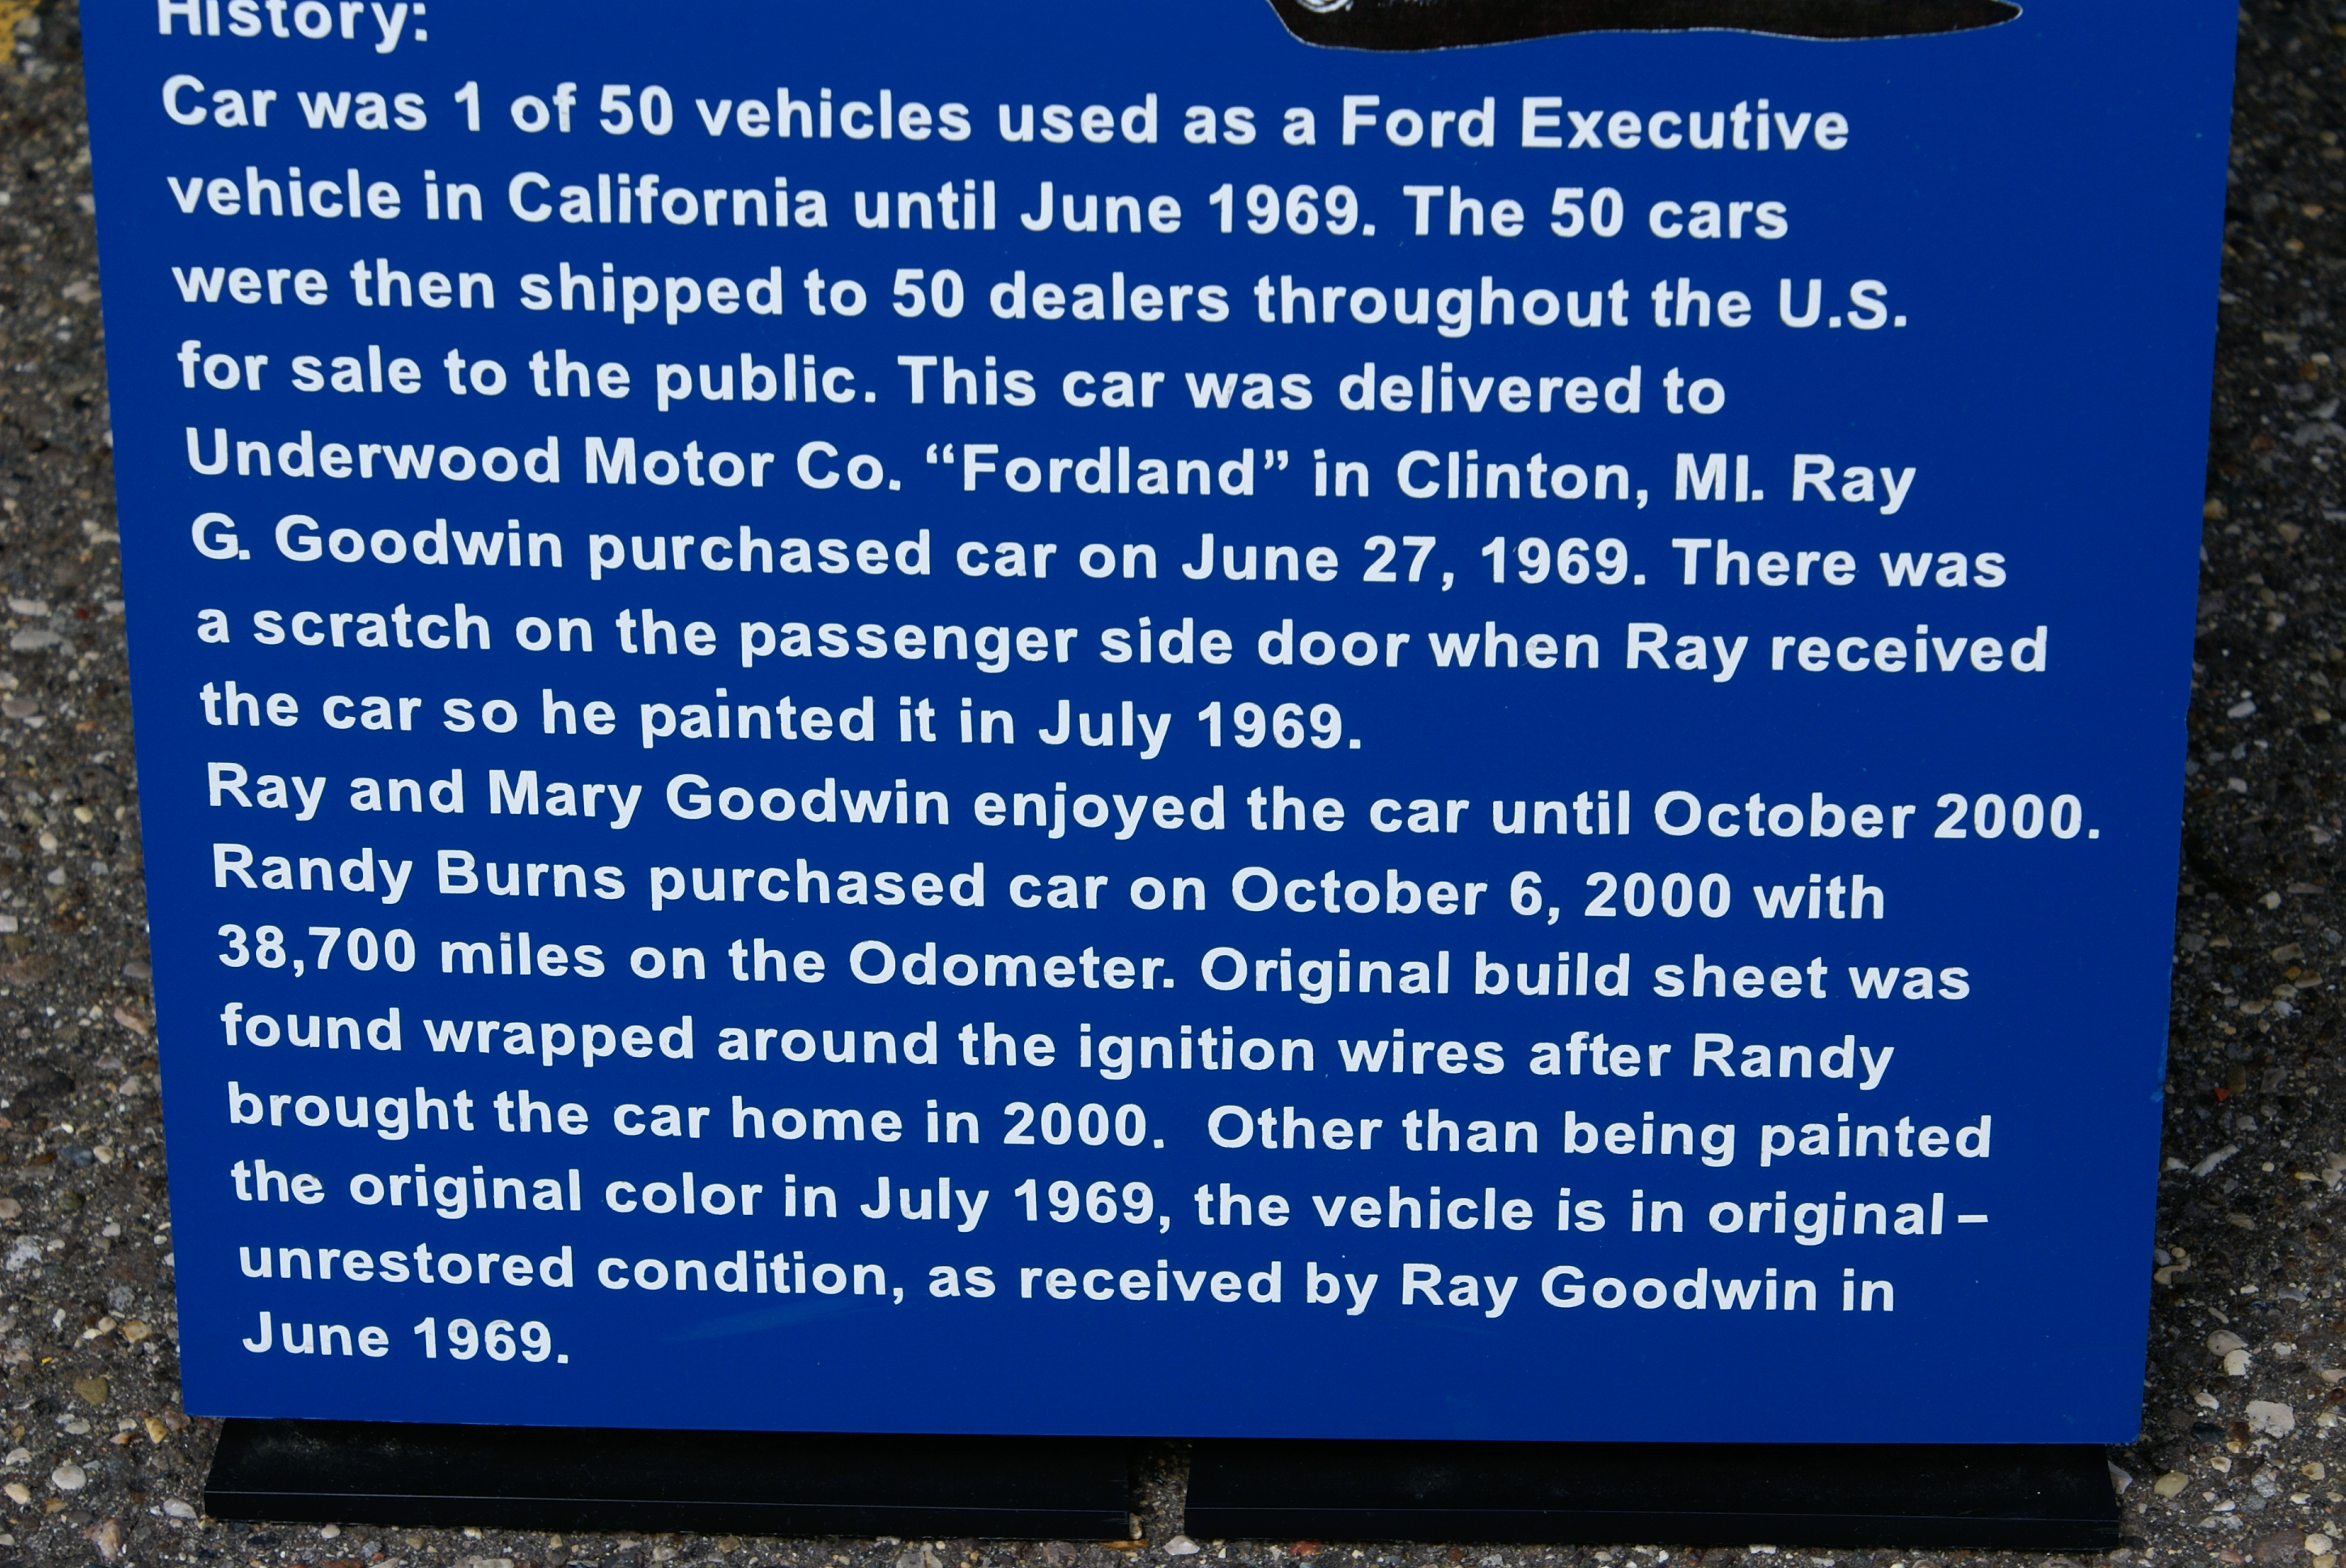 History:
Car was 1 of 50 vehicles used as a Ford Executive
vehicle in California until June 1969. The 50 cars
were then shipped to 50 dealers throughout the U.S.
for sale to the public. This car was delivered to
Underwood Motor Co. “Fordland” in Clinton, MI. Ray
G. Goodwin purchased car on June 27, 1969. There was
a scratch on the passenger side door when Ray received
the car so he painted it in July 1969.
Ray and Mary Goodwin enjoyed the car until October 2000.
Randy Burns purchased car on October 6, 2000 with
38,700 miles on the Odometer. Original build sheet was
found wrapped around the ignition wires after Randy
brought the car home in 2000.  Other than being painted
the original color in July 1969, the vehicle is in original –
unrestored condition, as received by Ray Goodwin in
June 1969.